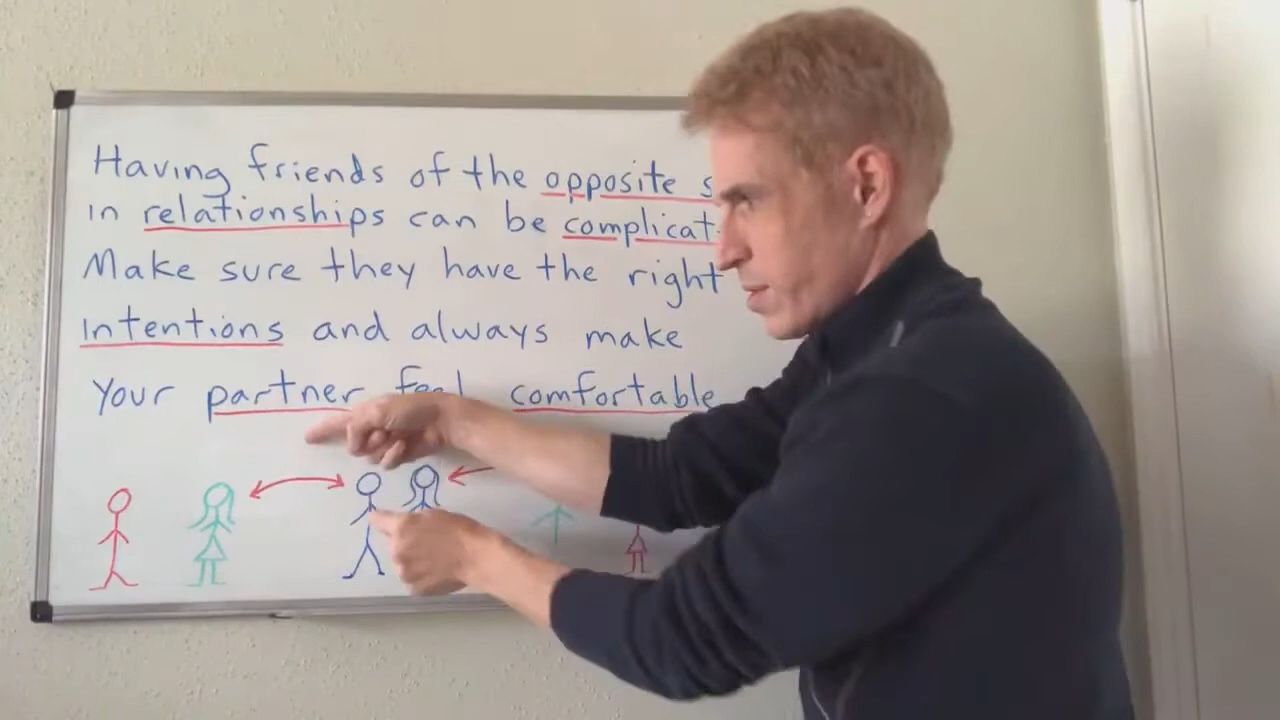 Having friends of the opposite s
in relationships can be complicat
Make sure they have the right
intentions and always make
your partner feel comfortable